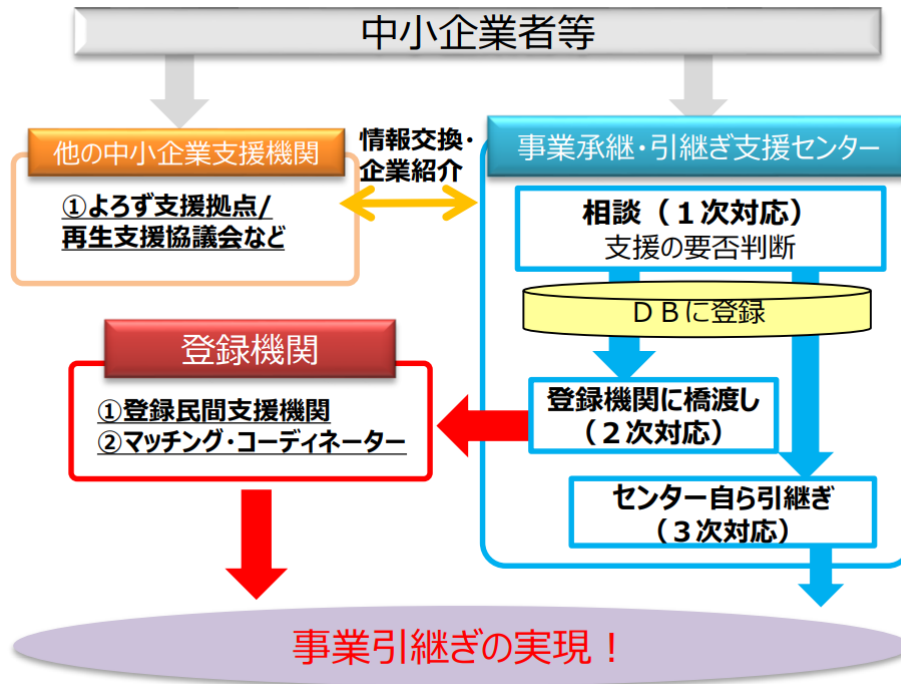 中小企業者等
他の中小企業支援機関
①よろず支援拠点/
再生支援協議会など
情報交換・
企業紹介
事業承継・引継ぎ支援センター
相談（１次対応）
支援の要否判断
ＤＢに登録
登録機関に橋渡し
（２次対応）
センター自ら引継ぎ
（３次対応）
登録機関
①登録民間支援機関
②マッチング・コーディネーター
事業引継ぎの実現！